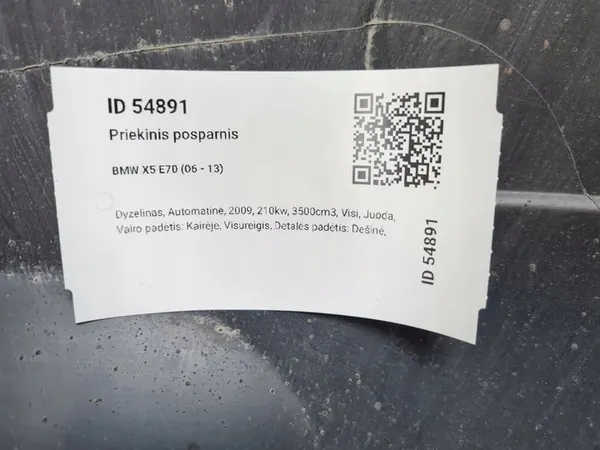 ID 54891
Priekinis posparnis
BMW X5 E70 (06 - 13)
Dyzelinas, Automatinė, 2009, 210kw, 3500cm3, Visi, Juoda,
Vairo padėtis: Kairėje, Visureigis, Detalės padėtis: Dešinė,
ID 54891